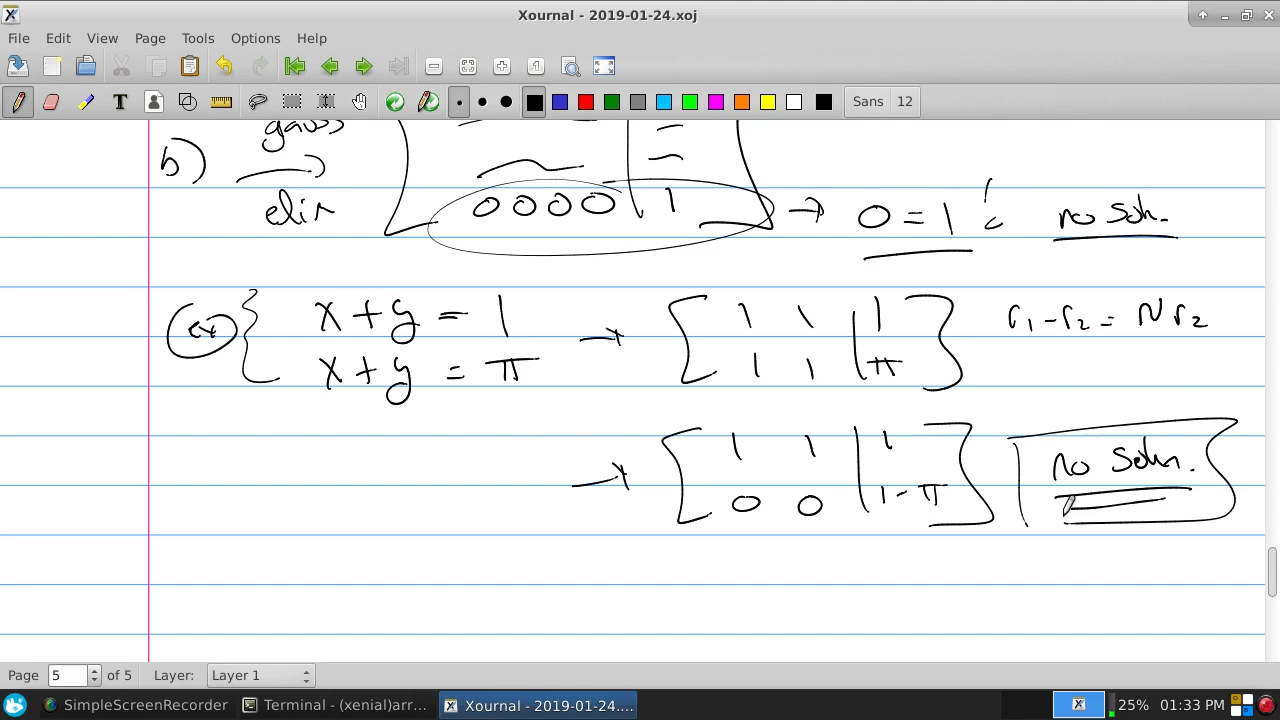 Xournal - 2019-01-24.xoj
File Edit View Page Tools Options Help
Sans 12
gauss
b)
elim
0 0 0 0 | 1 → 0 = 1 no soln.
ex { x + y = 1 → [ 1 1 | 1 r₁ - r₂ = N r₂
x + y = π 1 1 | π ]
→ [ 1 1 | 1 no soln.
0 0 | 1 - π ]
Page 5 of 5 Layer: Layer 1
SimpleScreenRecorder Terminal - (xenial)arr... Xournal - 2019-01-24.... 25% 01:33 PM